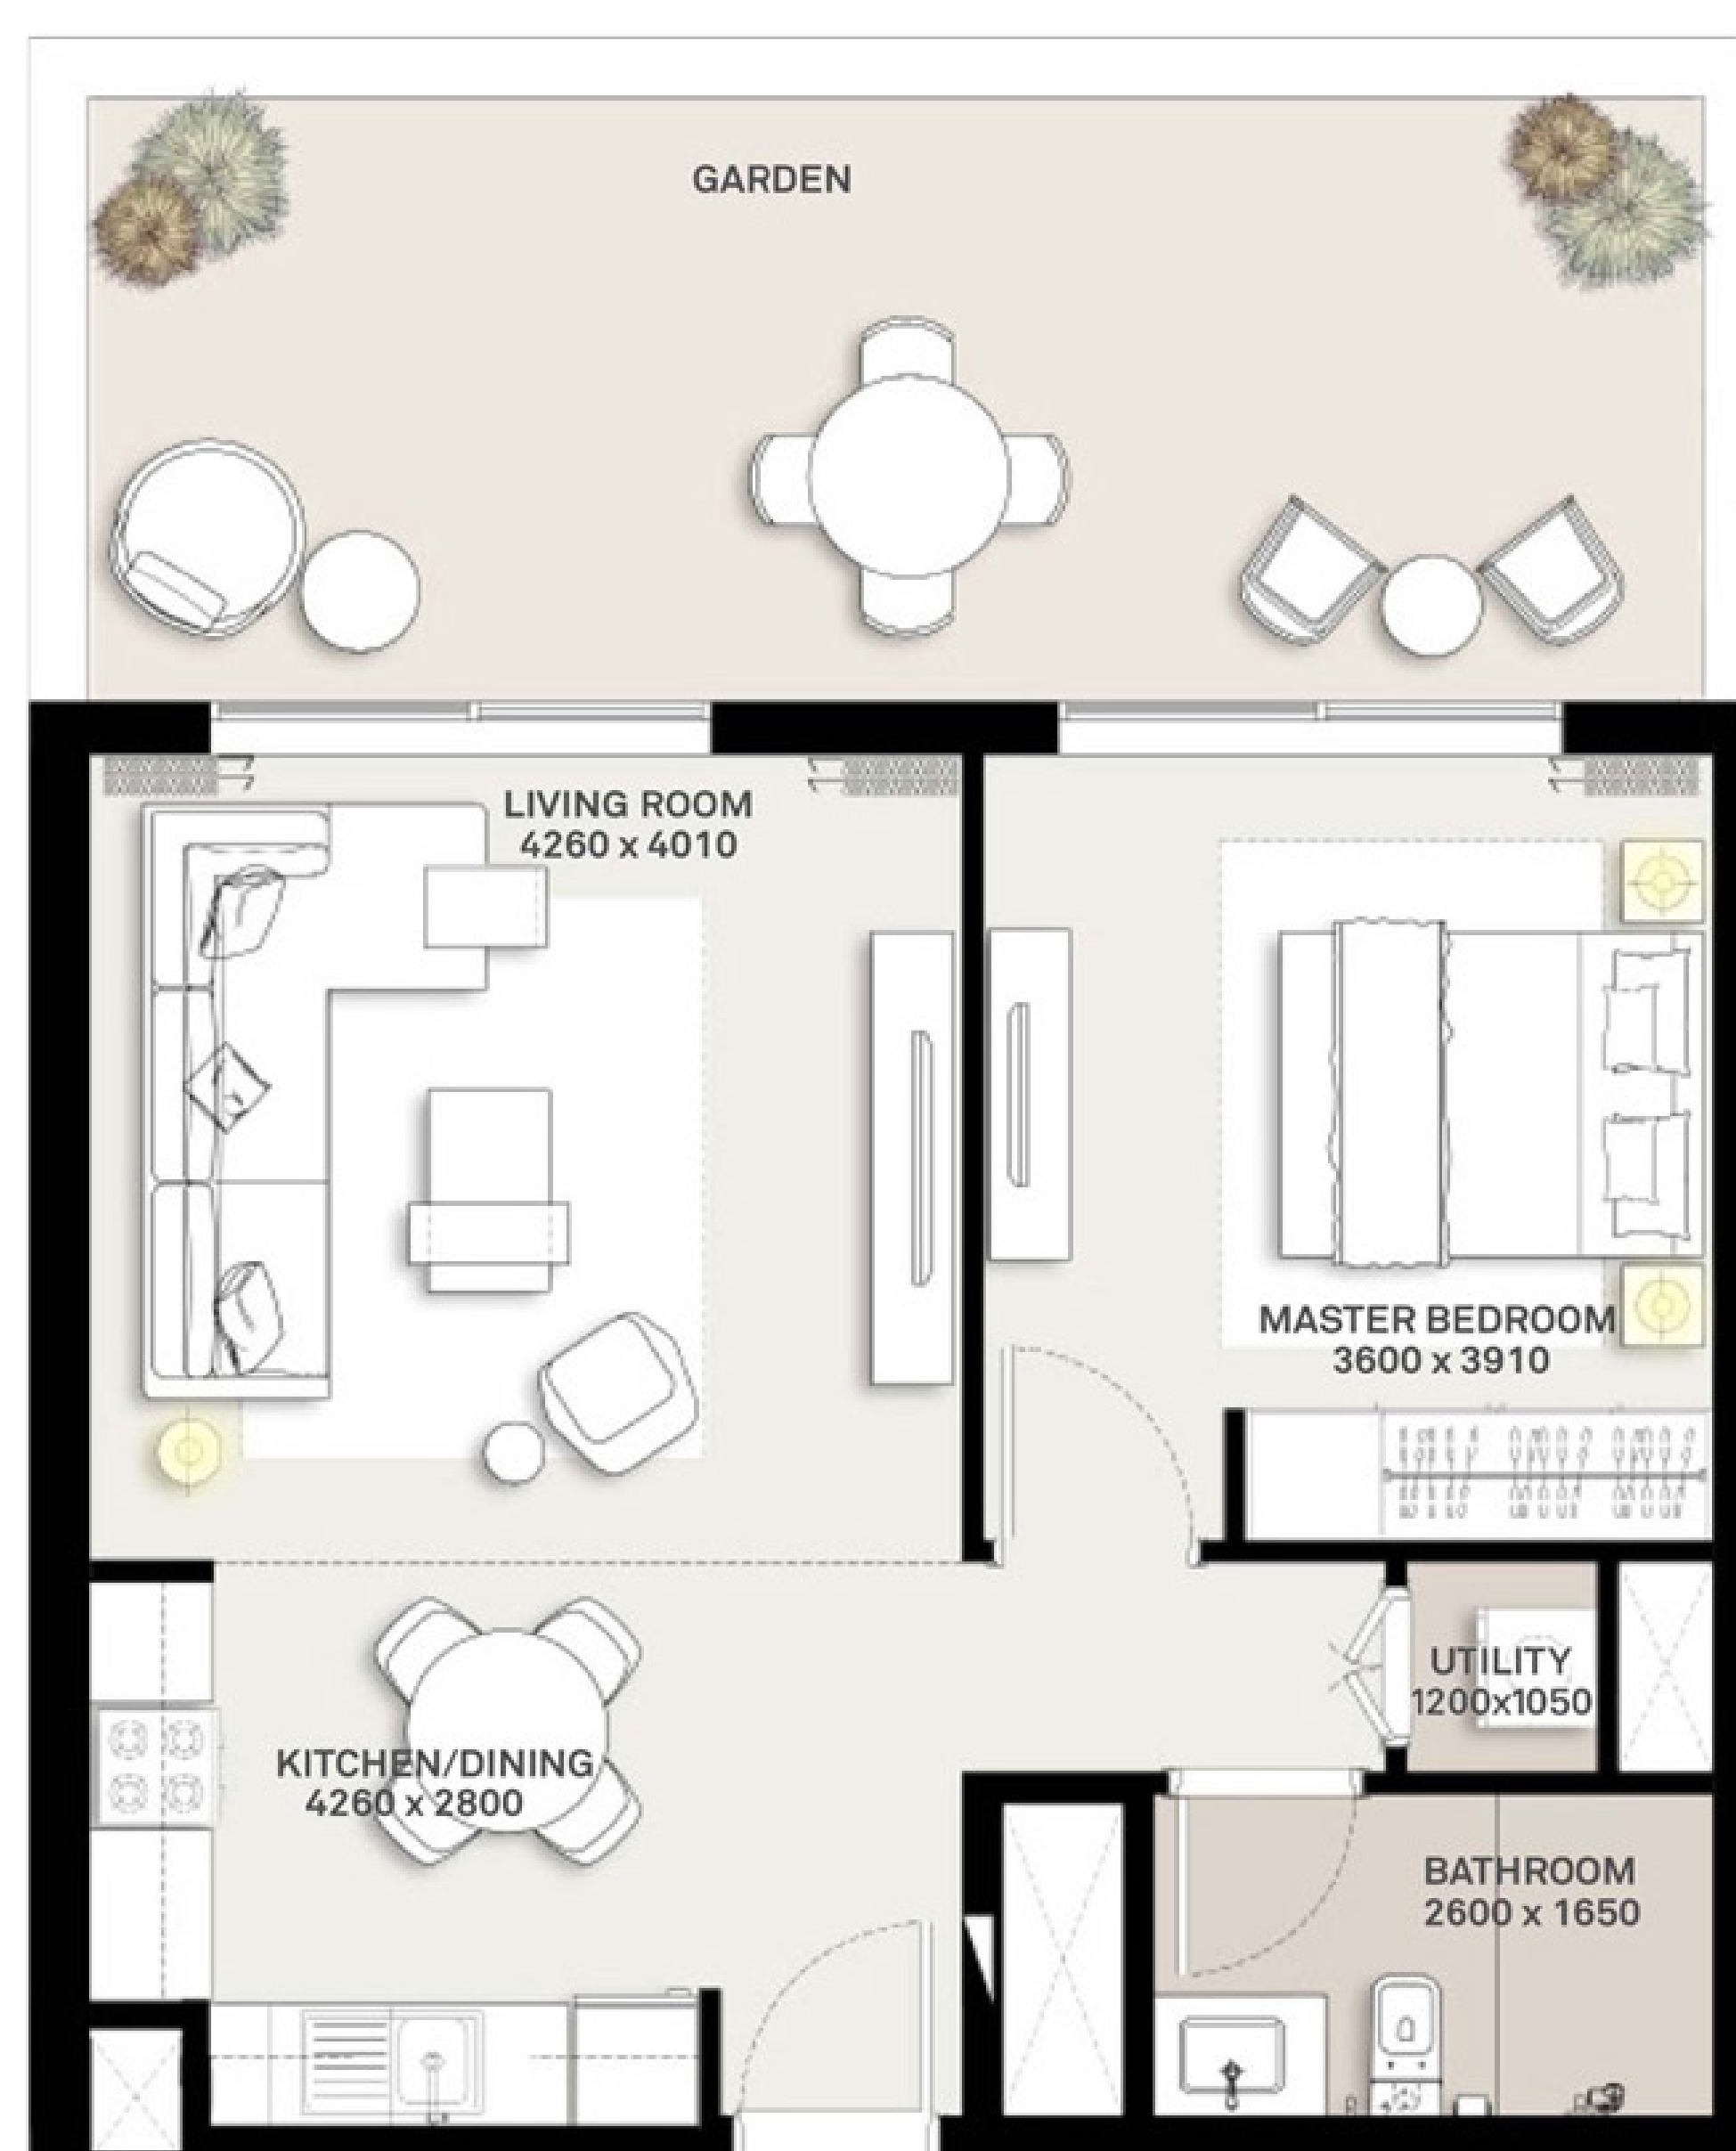 GARDEN
LIVING ROOM
4260 x 4010
MASTER BEDROOM
3600 x 3910
UTILITY
1200x1050
KITCHEN/DINING
4260 x 2800
BATHROOM
2600 x 1650